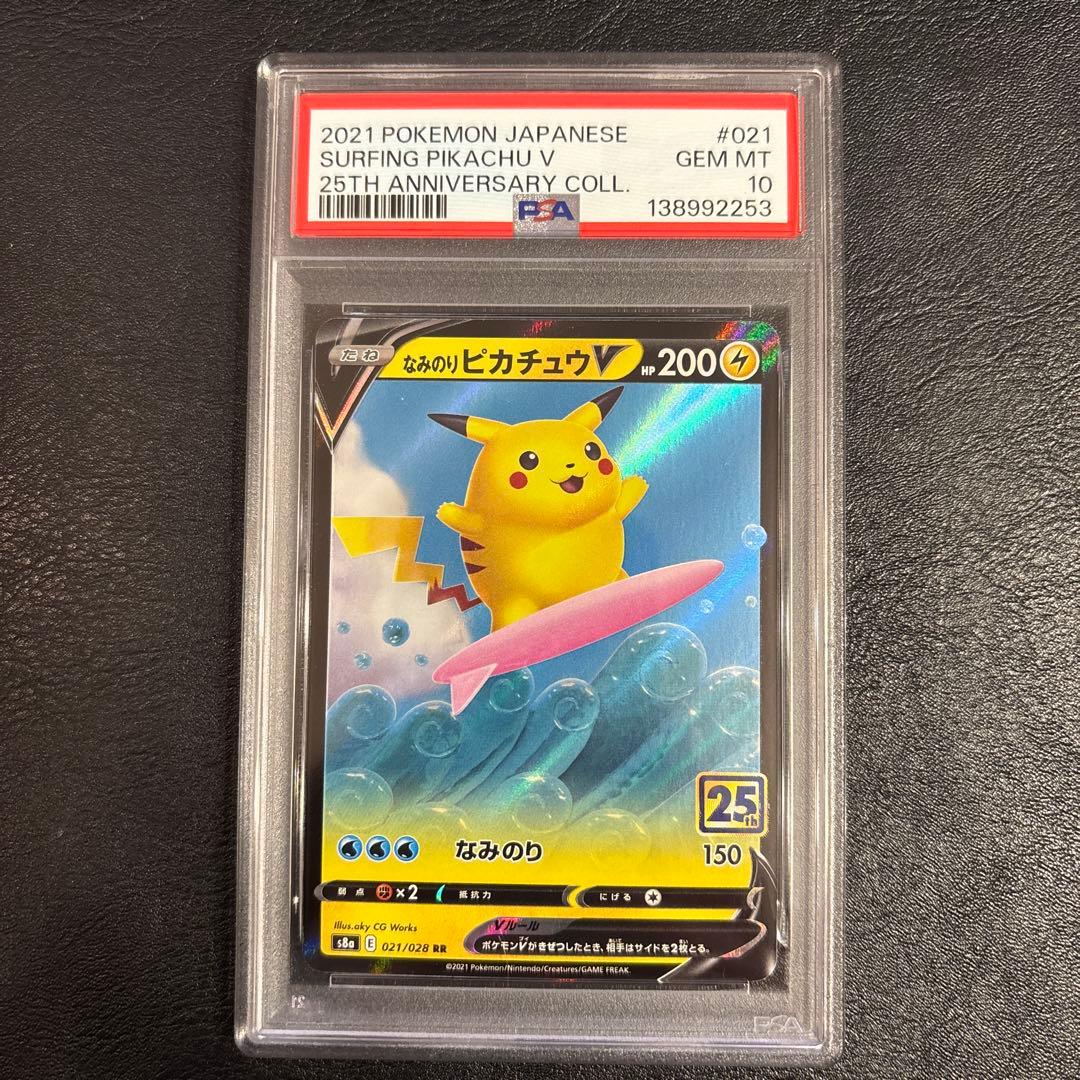 2021 POKEMON JAPANESE #021
SURFING PIKACHU V GEM MT
25TH ANNIVERSARY COLL. 10
PSA 138992253
たね なみのりピカチュウV HP 200
25th
なみのり 150
弱点 ×2 抵抗力 にげる
Illus.aky CG Works
Vルール
s8a E 021/028 RR
ポケモンVがきぜつしたとき、相手はサイドを2枚とる。
©2021 Pokémon/Nintendo/Creatures/GAME FREAK.
PSA